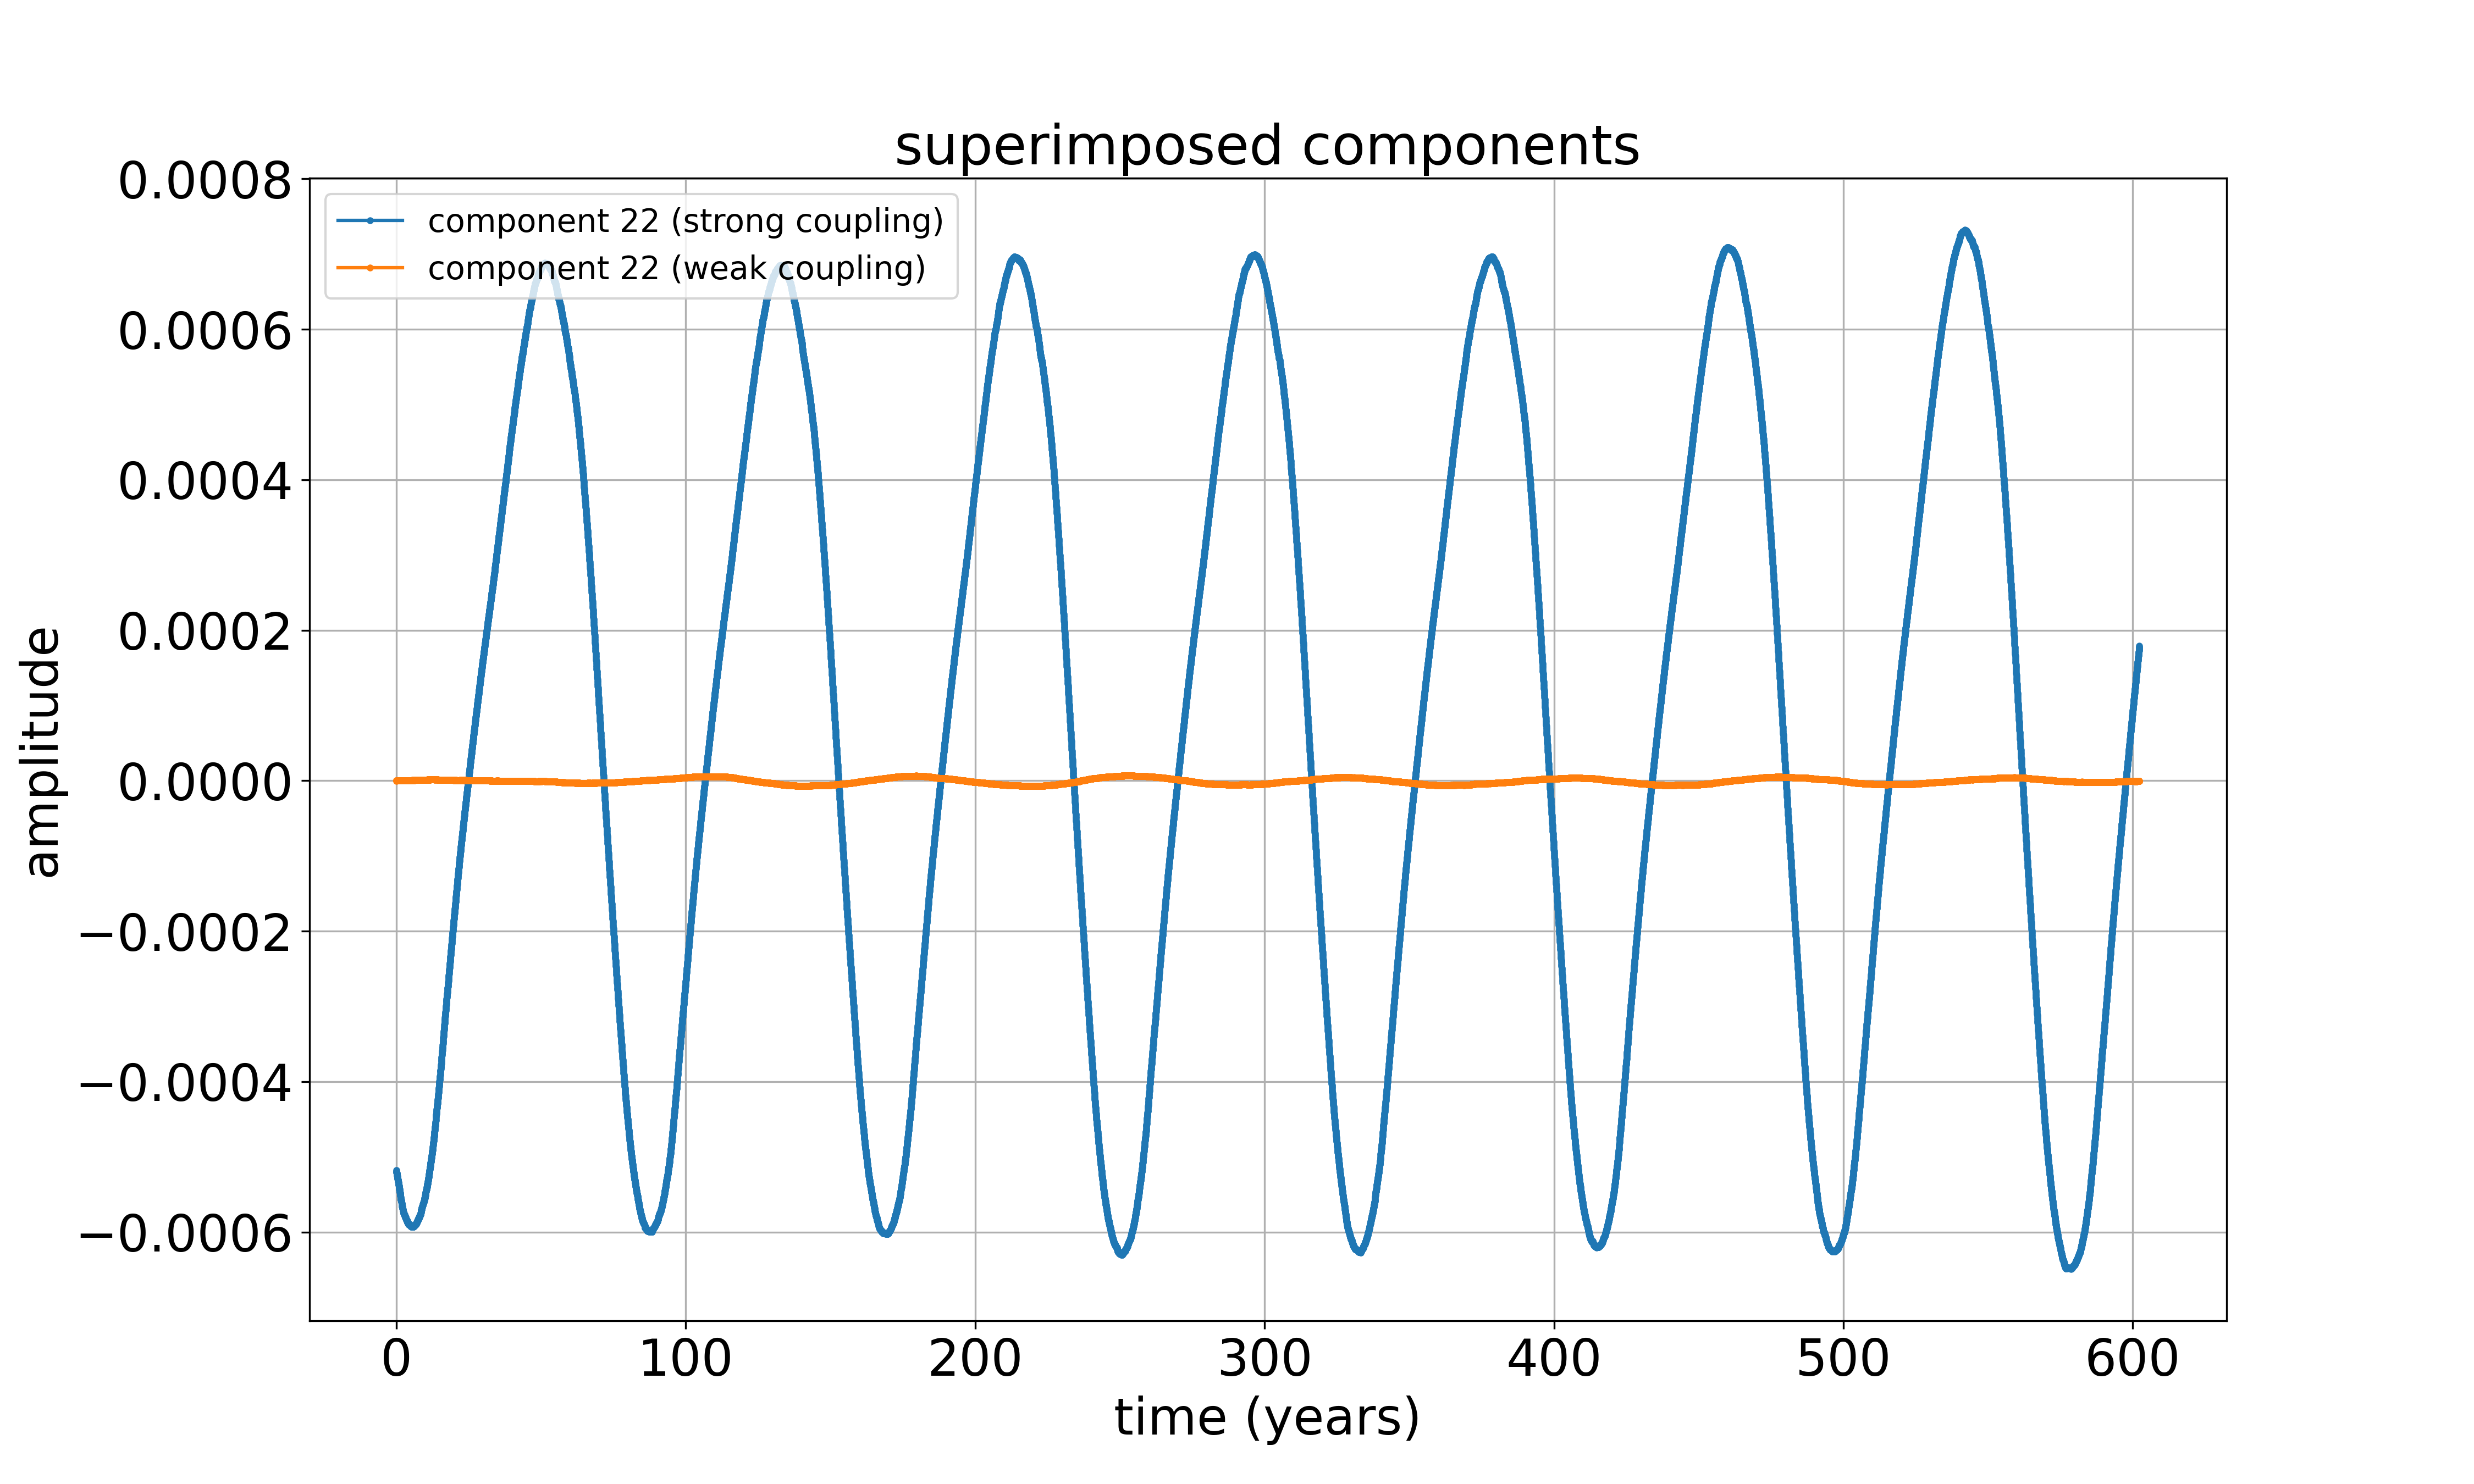 superimposed components
component 22 (strong coupling)
component 22 (weak coupling)
amplitude
0.0008
0.0006
0.0004
0.0002
0.0000
−0.0002
−0.0004
−0.0006
0 100 200 300 400 500 600
time (years)